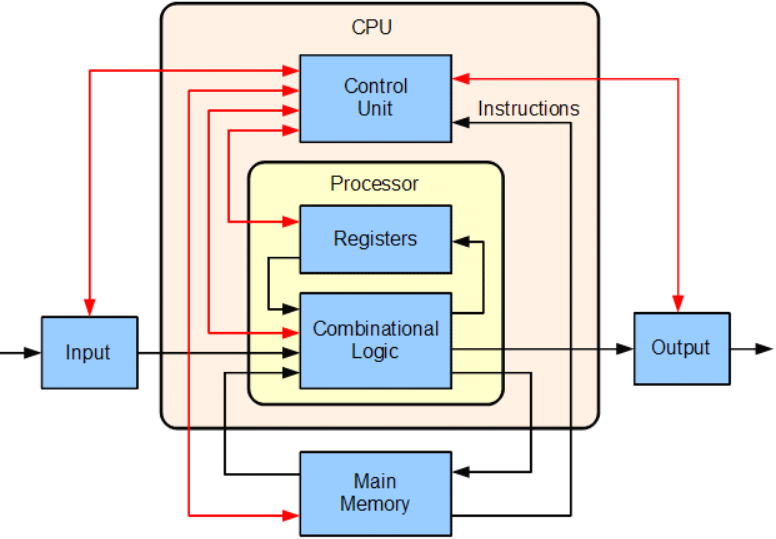 CPU
Control
Unit
Instructions
Processor
Registers
Combinational
Logic
Input
Output
Main
Memory